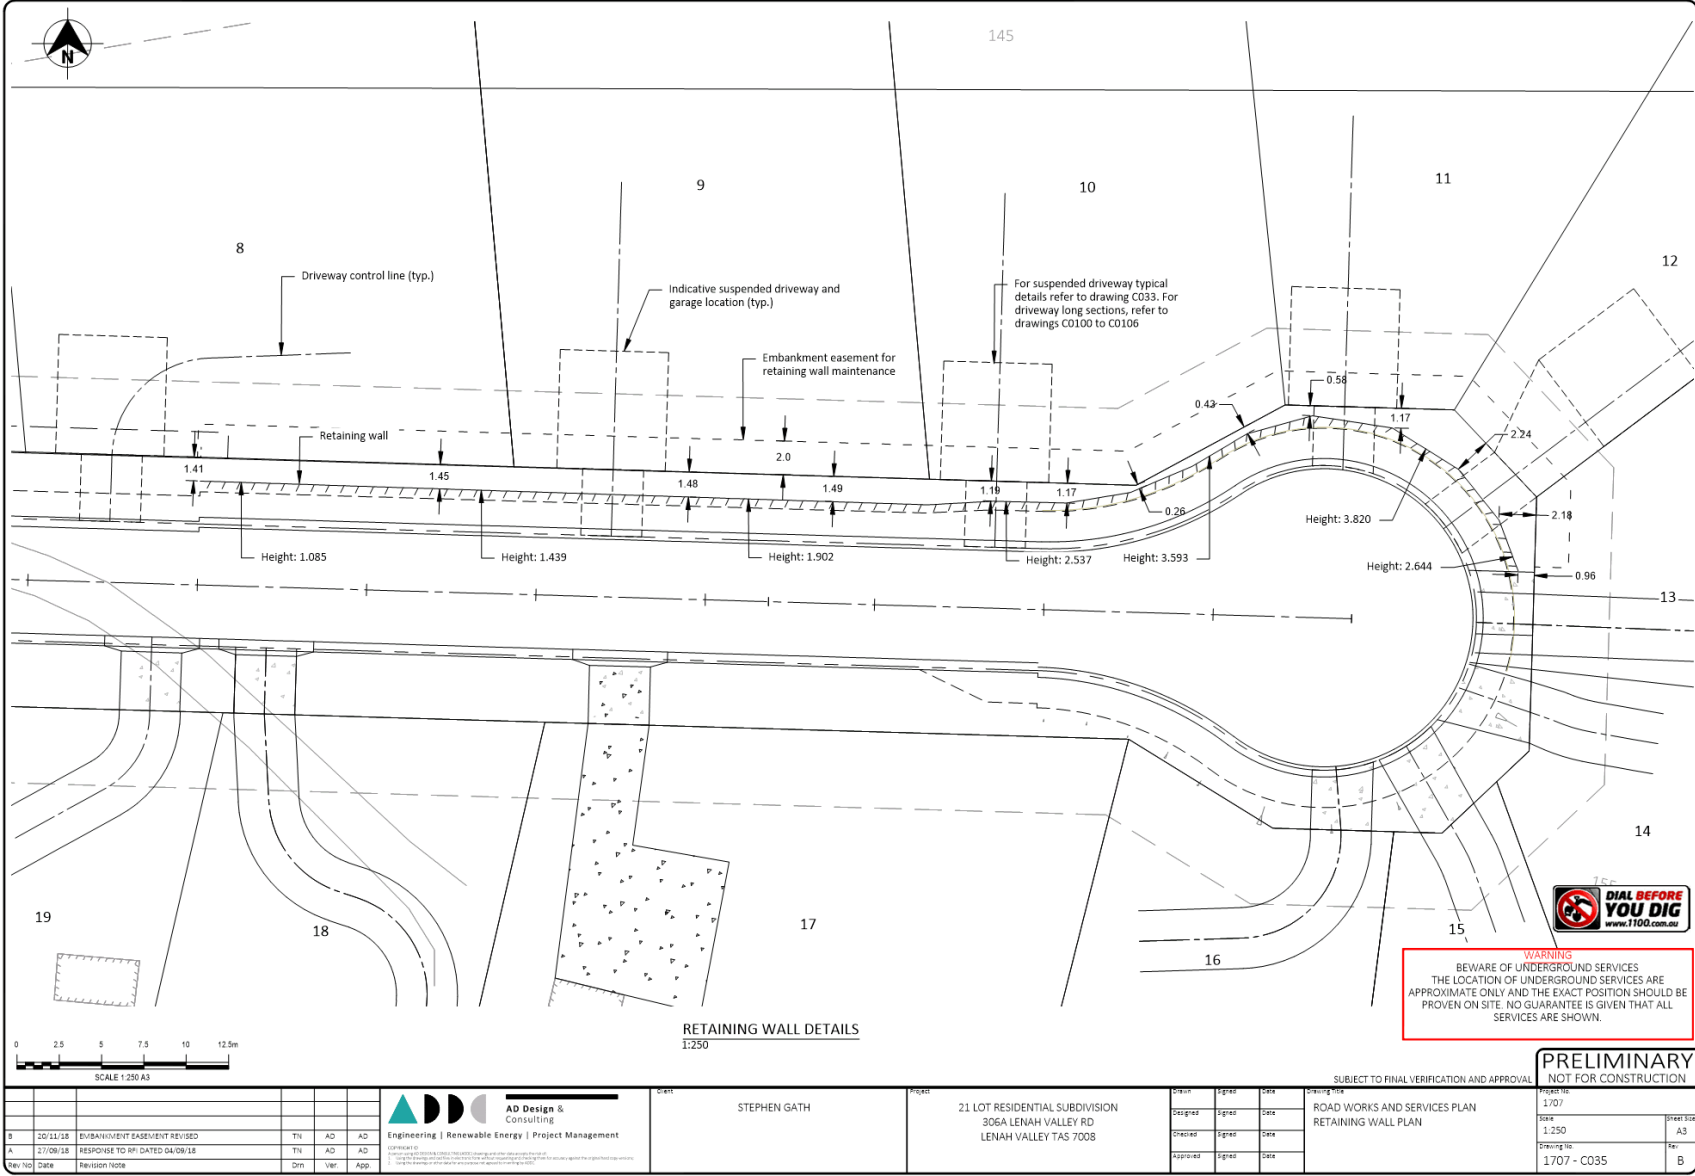 N
145
9
10
11
8
12
Driveway control line (typ.)
Indicative suspended driveway and
garage location (typ.)
For suspended driveway typical
details refer to drawing C033. For
driveway long sections, refer to
drawings C0100 to C0106
Embankment easement for
retaining wall maintenance
0.58
0.43
1.17
2.24
Retaining wall
1.41
1.45
2.0
1.48
1.49
1.19
1.17
0.26
2.18
Height: 3.820
Height: 1.085
Height: 1.439
Height: 1.902
Height: 2.537
Height: 3.593
Height: 2.644
0.96
13
14
19
18
17
16
15
DIAL BEFORE
YOU DIG
www.1100.com.au
WARNING
BEWARE OF UNDERGROUND SERVICES
THE LOCATION OF UNDERGROUND SERVICES ARE
APPROXIMATE ONLY AND THE EXACT POSITION SHOULD BE
PROVEN ON SITE. NO GUARANTEE IS GIVEN THAT ALL
SERVICES ARE SHOWN.
RETAINING WALL DETAILS
1:250
0 2.5 5 7.5 10 12.5m
SCALE 1:250 A3
SUBJECT TO FINAL VERIFICATION AND APPROVAL
PRELIMINARY
NOT FOR CONSTRUCTION
B 20/11/18 EMBANKMENT EASEMENT REVISED TN AD AD
A 27/09/18 RESPONSE TO RFI DATED 04/09/18 TN AD AD
Rev No Date Revision Note Drn Ver. App.
AD Design &
Consulting
Engineering | Renewable Energy | Project Management
Client
STEPHEN GATH
Project
21 LOT RESIDENTIAL SUBDIVISION
306A LENAH VALLEY RD
LENAH VALLEY TAS 7008
Drawn Signed Date
Designed Signed Date
Checked Signed Date
Approved Signed Date
Drawing Title
ROAD WORKS AND SERVICES PLAN
RETAINING WALL PLAN
Project No.
1707
Scale
1:250
Sheet Size
A3
Drawing No.
1707 - C035
Rev
B